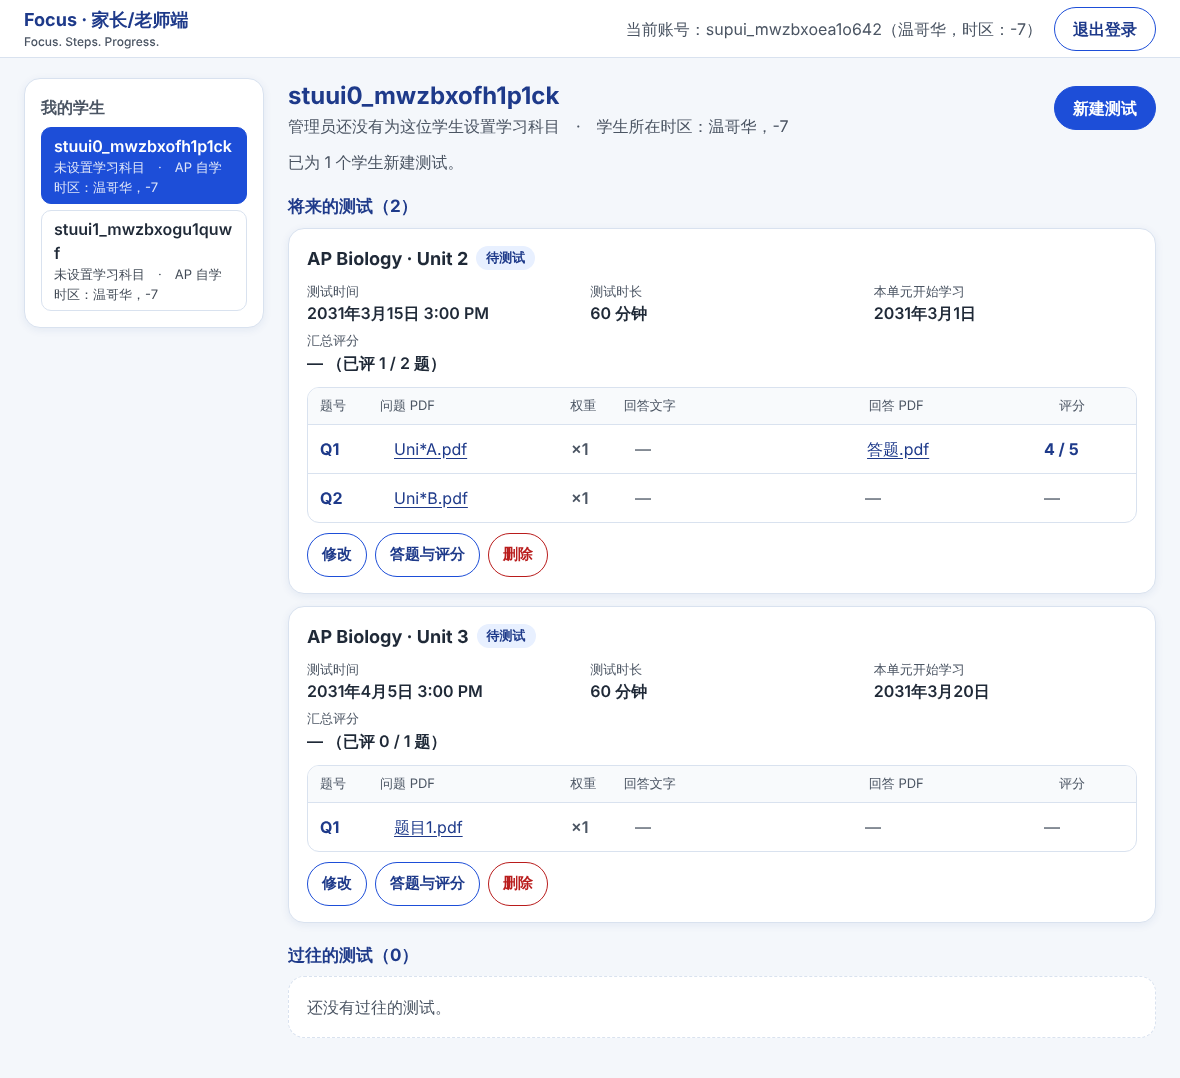 Focus · 家长/老师端
Focus. Steps. Progress.
当前账号：supui_mwzbxoea1o642（温哥华，时区：-7）
退出登录
我的学生
stuui0_mwzbxofh1p1ck
未设置学习科目 · AP 自学
时区：温哥华，-7
stuui1_mwzbxogu1quw
f
未设置学习科目 · AP 自学
时区：温哥华，-7
stuui0_mwzbxofh1p1ck
新建测试
管理员还没有为这位学生设置学习科目 · 学生所在时区：温哥华，-7
已为 1 个学生新建测试。
将来的测试（2）
AP Biology · Unit 2 待测试
测试时间 测试时长 本单元开始学习
2031年3月15日 3:00 PM 60 分钟 2031年3月1日
汇总评分
— （已评 1 / 2 题）
题号 问题 PDF 权重 回答文字 回答 PDF 评分
Q1 Uni*A.pdf ×1 — 答题.pdf 4 / 5
Q2 Uni*B.pdf ×1 — — —
修改 答题与评分 删除
AP Biology · Unit 3 待测试
测试时间 测试时长 本单元开始学习
2031年4月5日 3:00 PM 60 分钟 2031年3月20日
汇总评分
— （已评 0 / 1 题）
题号 问题 PDF 权重 回答文字 回答 PDF 评分
Q1 题目1.pdf ×1 — — —
修改 答题与评分 删除
过往的测试（0）
还没有过往的测试。